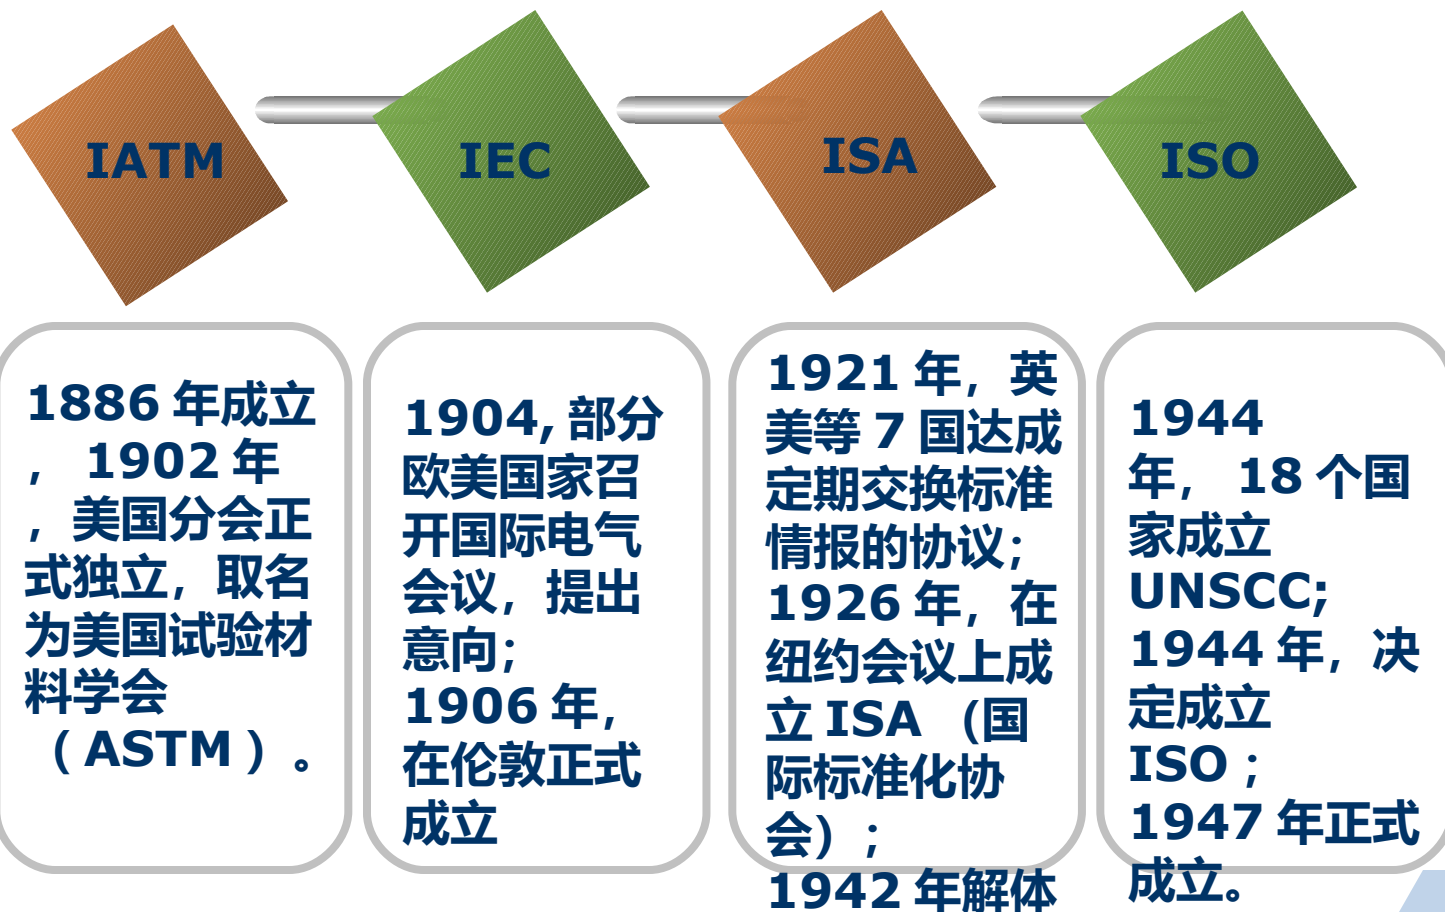 IATM
IEC
ISA
ISO
1886 年成立
， 1902 年
，美国分会正
式独立，取名
为美国试验材
料学会
（ ASTM ）。
1904, 部分
欧美国家召
开国际电气
会议，提出
意向；
1906 年，
在伦敦正式
成立
1921 年，英
美等 7 国达成
定期交换标准
情报的协议；
1926 年，在
纽约会议上成
立 ISA （国
际标准化协
会）；
1942 年解体
1944
年， 18 个国
家成立
UNSCC;
1944 年，决
定成立
ISO ；
1947 年正式
成立。